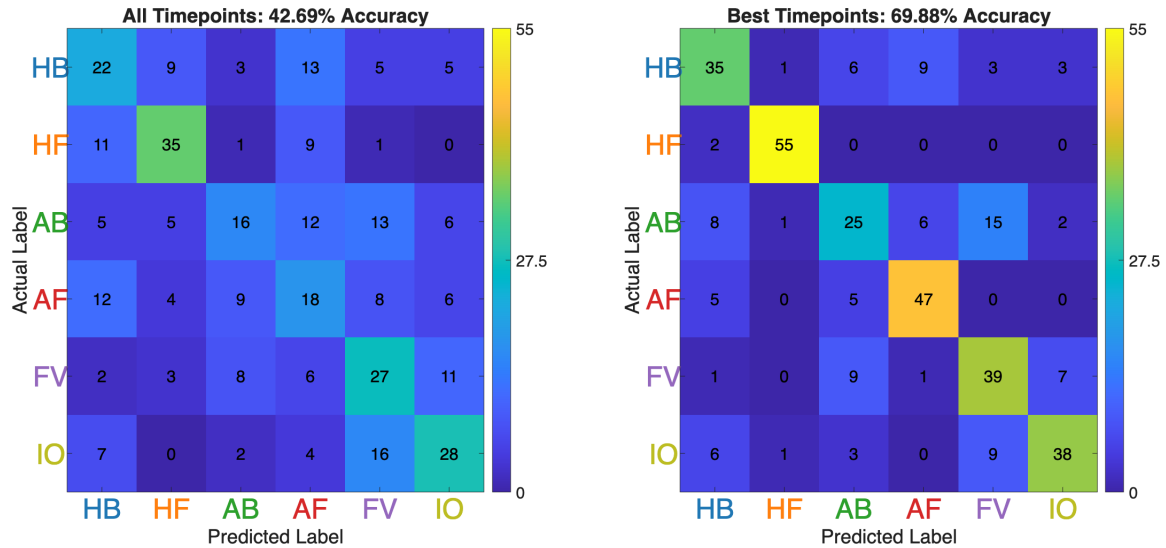 All Timepoints: 42.69% Accuracy
HB 22 9 3 13 5 5
HF 11 35 1 9 1 0
AB 5 5 16 12 13 6
AF 12 4 9 18 8 6
FV 2 3 8 6 27 11
IO 7 0 2 4 16 28
HB HF AB AF FV IO
Predicted Label
Actual Label
55
27.5
0
Best Timepoints: 69.88% Accuracy
HB 35 1 6 9 3 3
HF 2 55 0 0 0 0
AB 8 1 25 6 15 2
AF 5 0 5 47 0 0
FV 1 0 9 1 39 7
IO 6 1 3 0 9 38
HB HF AB AF FV IO
Predicted Label
Actual Label
55
27.5
0